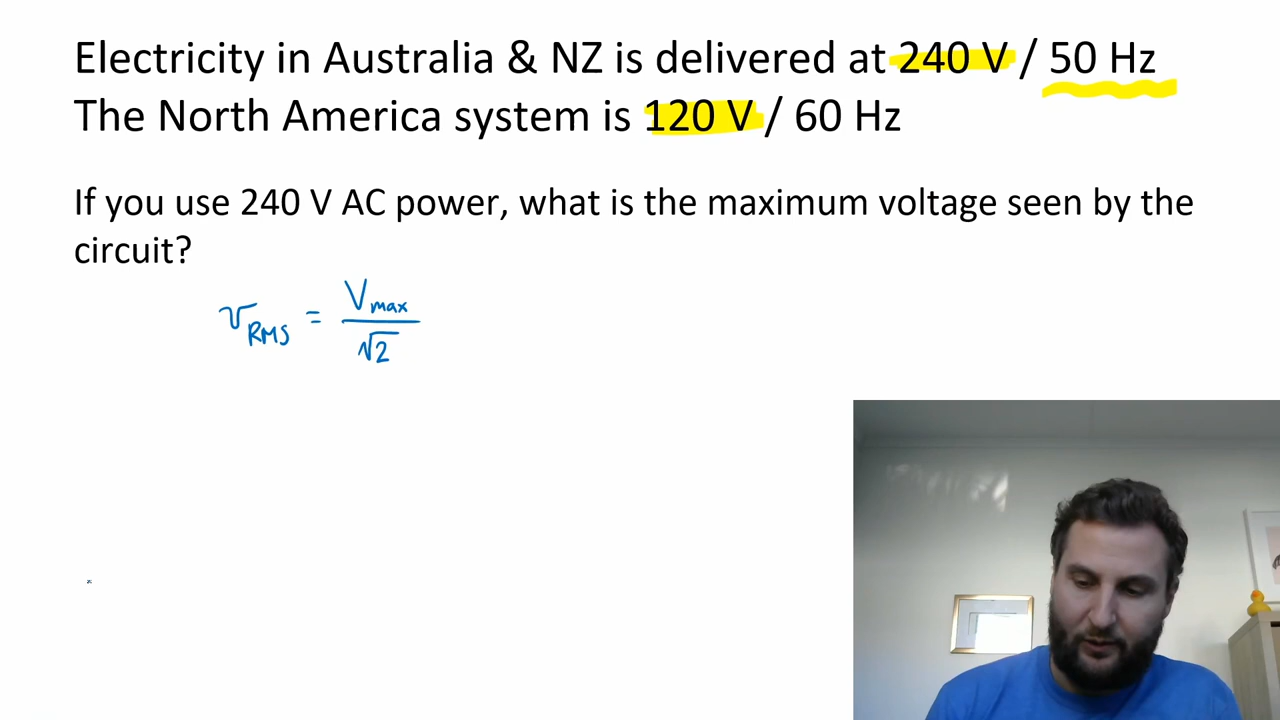 Electricity in Australia & NZ is delivered at 240 V / 50 Hz
The North America system is 120 V / 60 Hz
If you use 240 V AC power, what is the maximum voltage seen by the
circuit?
V_RMS = V_max / √2